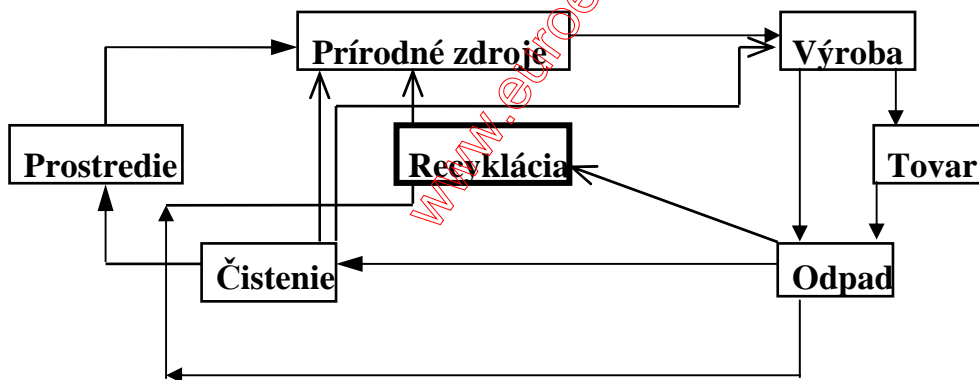 Prírodné zdroje
Výroba
Prostredie
Recyklácia
Tovar
Čistenie
Odpad
www.euroe